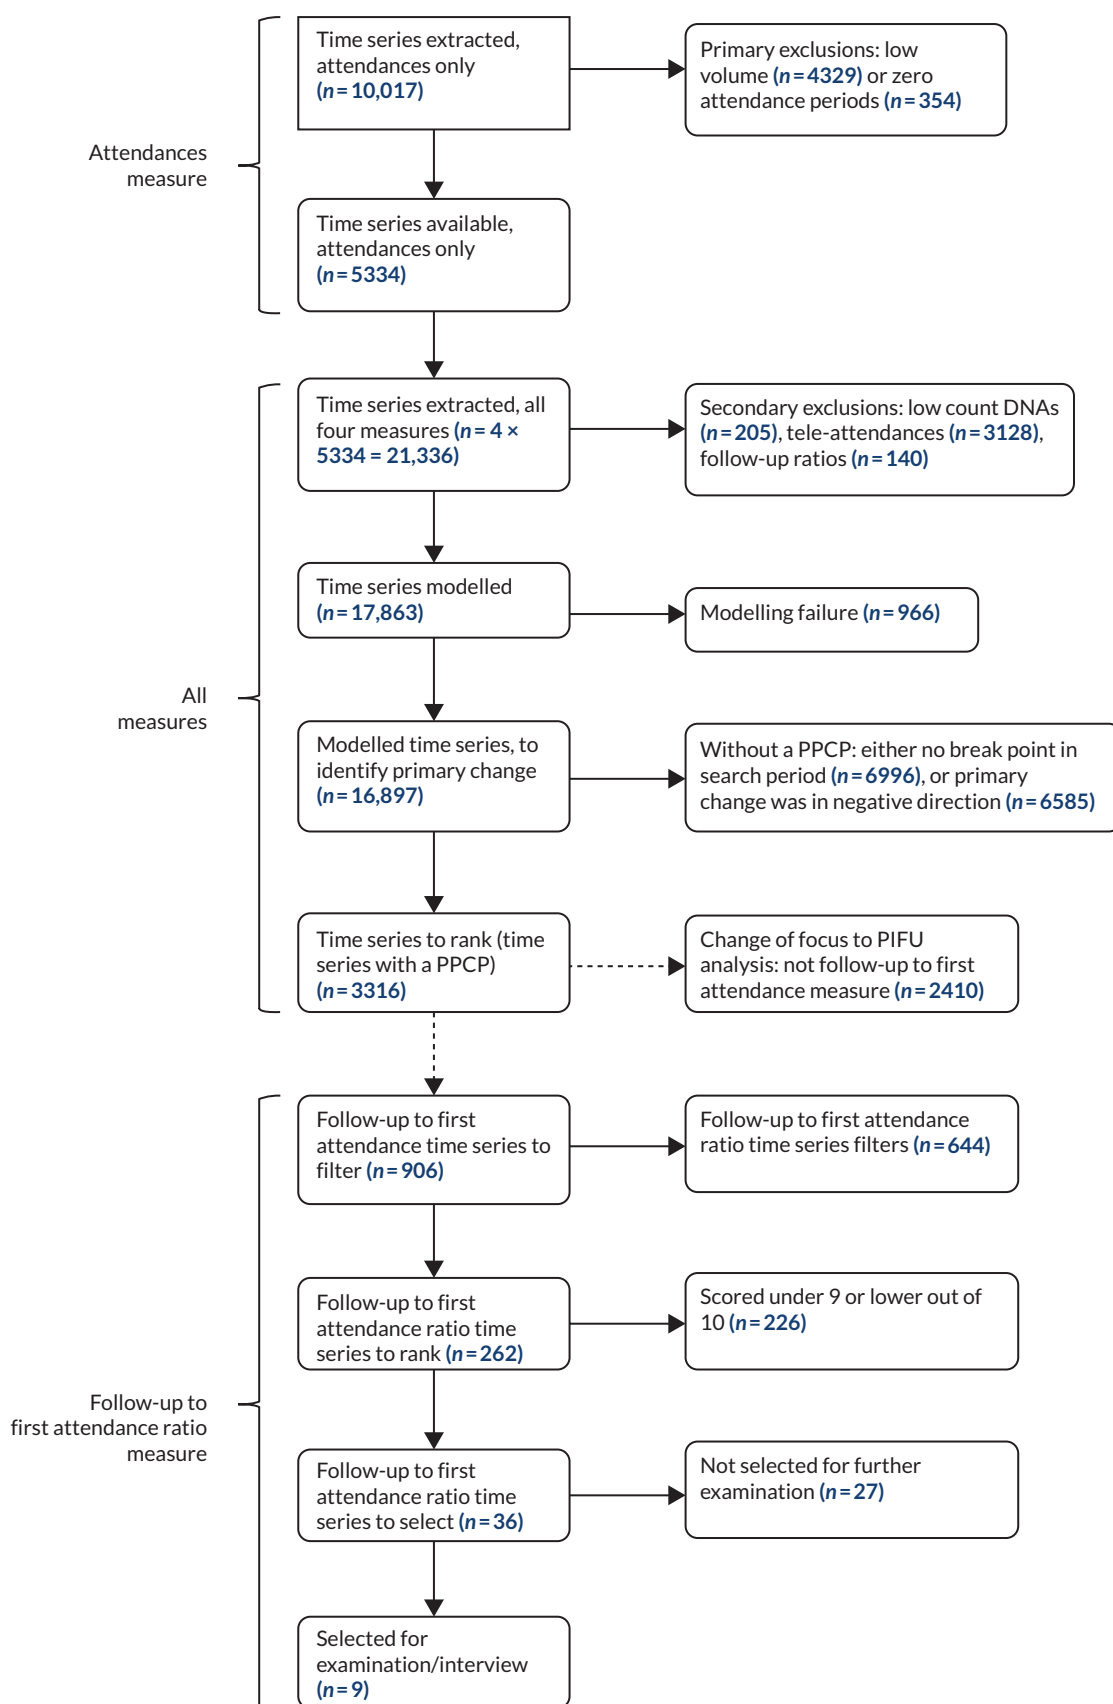 Time series extracted,
attendances only
(n = 10,017)
Primary exclusions: low
volume (n = 4329) or zero
attendance periods (n = 354)
Attendances
measure
Time series available,
attendances only
(n = 5334)
Time series extracted, all
four measures (n = 4 ×
5334 = 21,336)
Secondary exclusions: low count DNAs
(n = 205), tele-attendances (n = 3128),
follow-up ratios (n = 140)
Time series modelled
(n = 17,863)
Modelling failure (n = 966)
All
measures
Modelled time series, to
identify primary change
(n = 16,897)
Without a PPCP: either no break point in
search period (n = 6996), or primary
change was in negative direction (n = 6585)
Time series to rank (time
series with a PPCP)
(n = 3316)
Change of focus to PIFU
analysis: not follow-up to first
attendance measure (n = 2410)
Follow-up to first
attendance time series to
filter (n = 906)
Follow-up to first attendance
ratio time series filters (n = 644)
Follow-up to first
attendance ratio time
series to rank (n = 262)
Scored under 9 or lower out of
10 (n = 226)
Follow-up to
first attendance ratio
measure
Follow-up to first
attendance ratio time
series to select (n = 36)
Not selected for further
examination (n = 27)
Selected for
examination/interview
(n = 9)